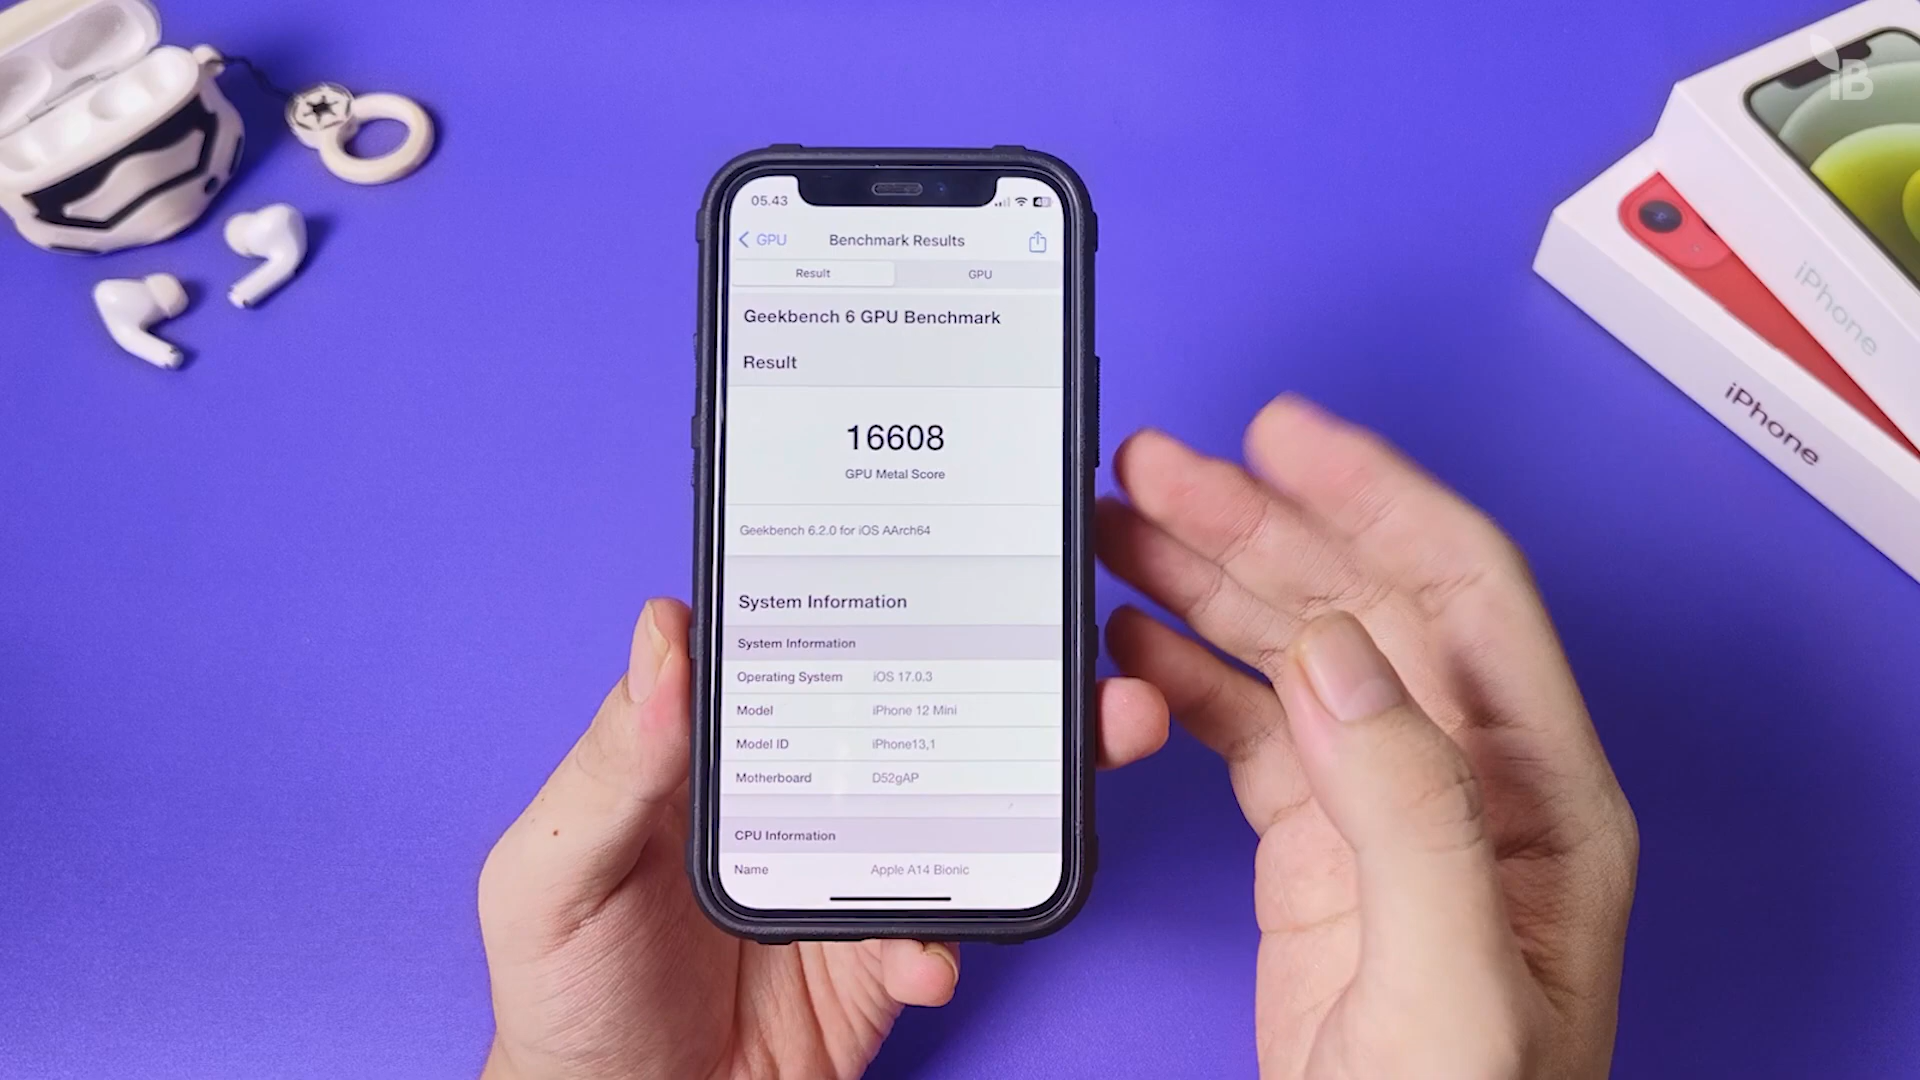 iB
05.43
GPU
Benchmark Results
Result
GPU
Geekbench 6 GPU Benchmark
Result
16608
GPU Metal Score
Geekbench 6.2.0 for iOS AArch64
System Information
System Information
Operating System iOS 17.0.3
Model iPhone 12 Mini
Model ID iPhone13,1
Motherboard D52gAP
CPU Information
Name Apple A14 Bionic
iPhone
iPhone